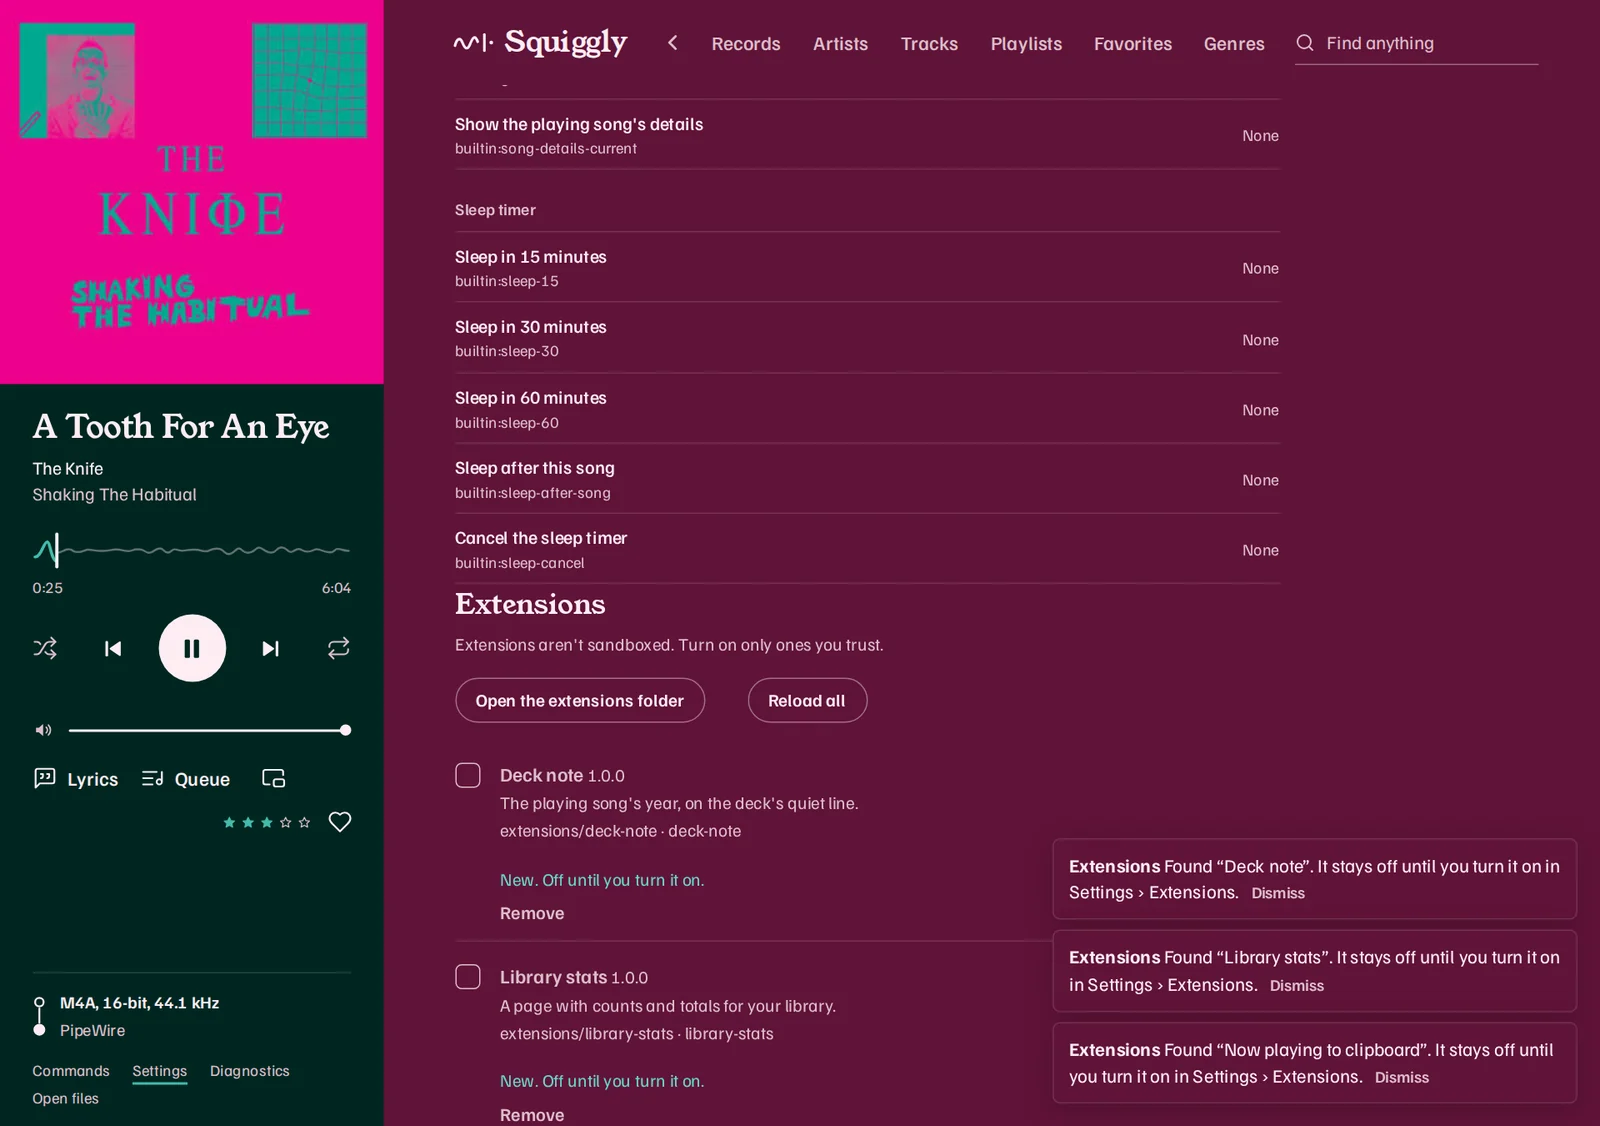 THE
KNIΦE
SHAKING
THE HABITUAL
A Tooth For An Eye
The Knife
Shaking The Habitual
0:25
6:04
Lyrics
Queue
M4A, 16-bit, 44.1 kHz
PipeWire
Commands
Settings
Diagnostics
Open files
Squiggly
Records
Artists
Tracks
Playlists
Favorites
Genres
Find anything
Show the playing song's details
builtin:song-details-current
None
Sleep timer
Sleep in 15 minutes
builtin:sleep-15
None
Sleep in 30 minutes
builtin:sleep-30
None
Sleep in 60 minutes
builtin:sleep-60
None
Sleep after this song
builtin:sleep-after-song
None
Cancel the sleep timer
builtin:sleep-cancel
None
Extensions
Extensions aren't sandboxed. Turn on only ones you trust.
Open the extensions folder
Reload all
Deck note 1.0.0
The playing song's year, on the deck's quiet line.
extensions/deck-note · deck-note
New. Off until you turn it on.
Remove
Library stats 1.0.0
A page with counts and totals for your library.
extensions/library-stats · library-stats
New. Off until you turn it on.
Remove
Extensions Found “Deck note”. It stays off until you turn it on in
Settings › Extensions. Dismiss
Extensions Found “Library stats”. It stays off until you turn it on
in Settings › Extensions. Dismiss
Extensions Found “Now playing to clipboard”. It stays off until
you turn it on in Settings › Extensions. Dismiss